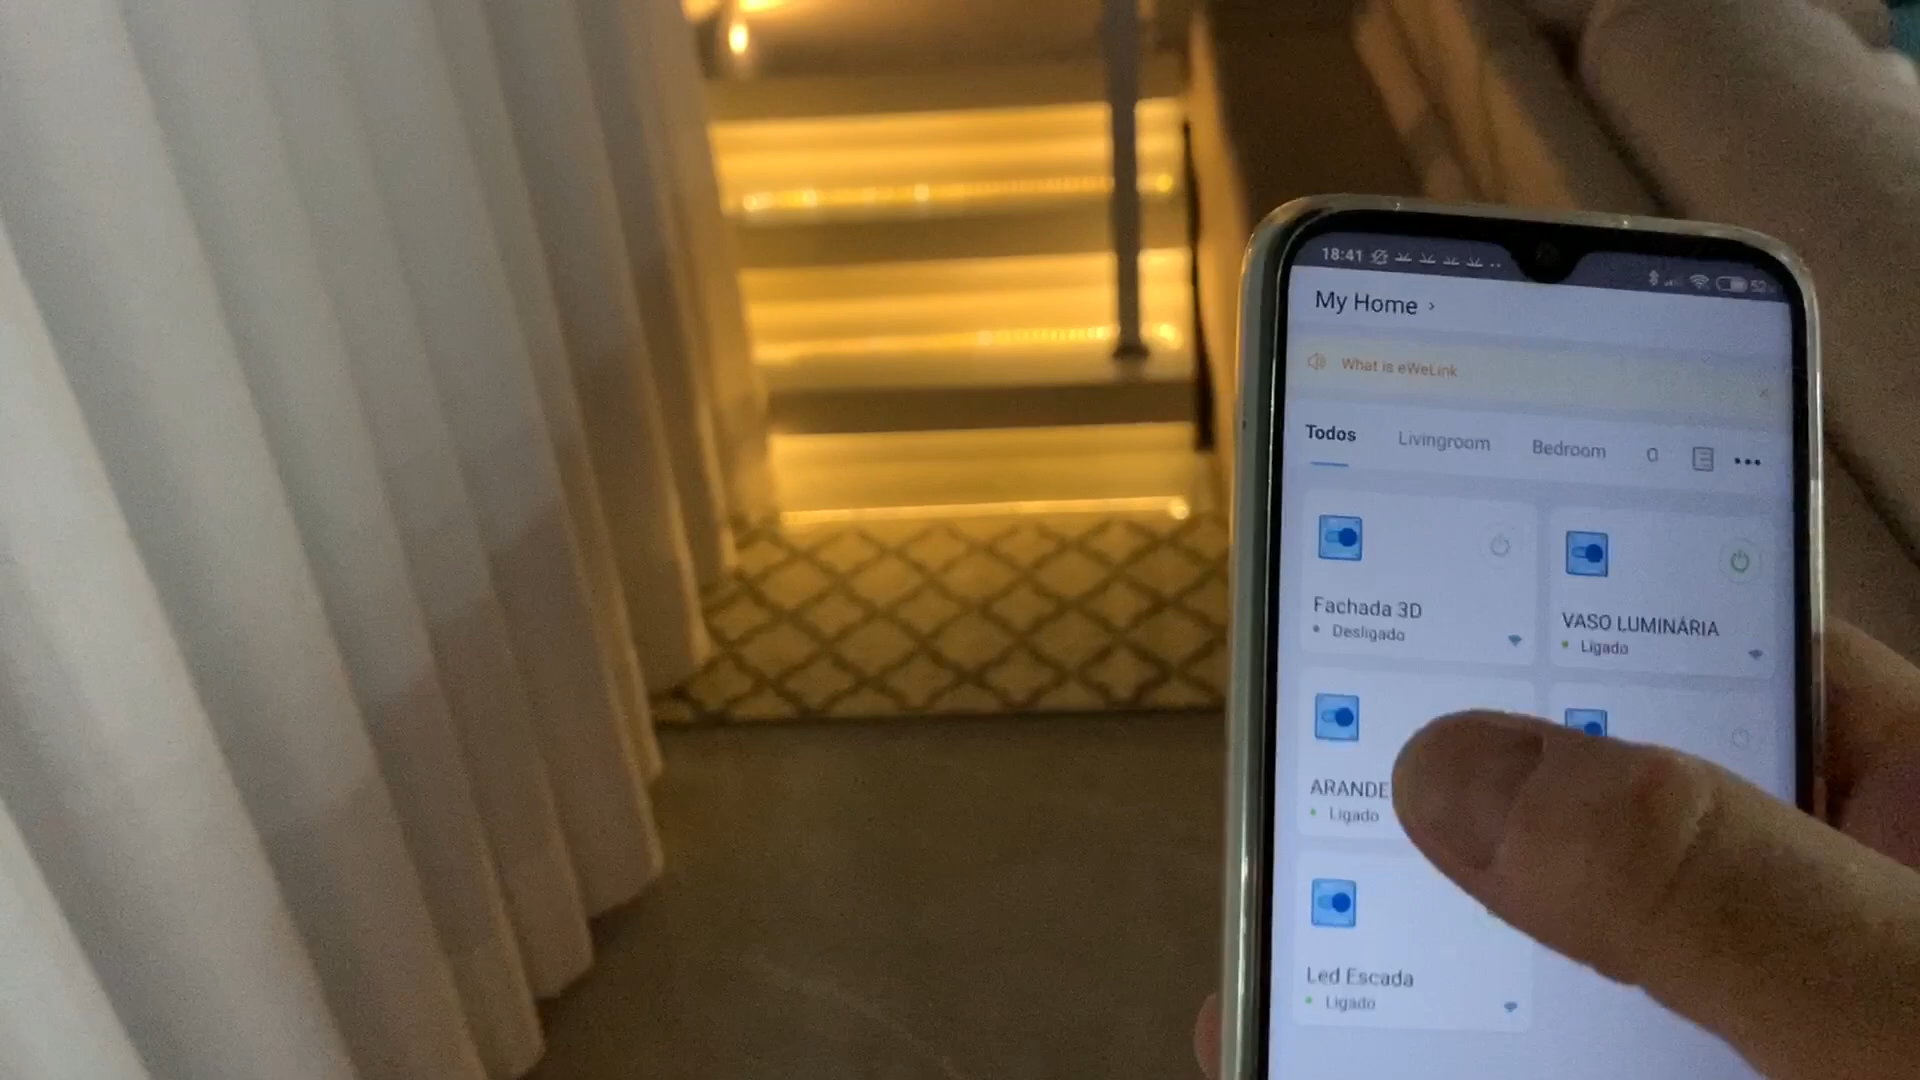 18:41
52
My Home ›
What is eWeLink
Todos Livingroom Bedroom
Fachada 3D
Desligado
VASO LUMINÁRIA
Ligado
ARANDE
Ligado
Led Escada
Ligado